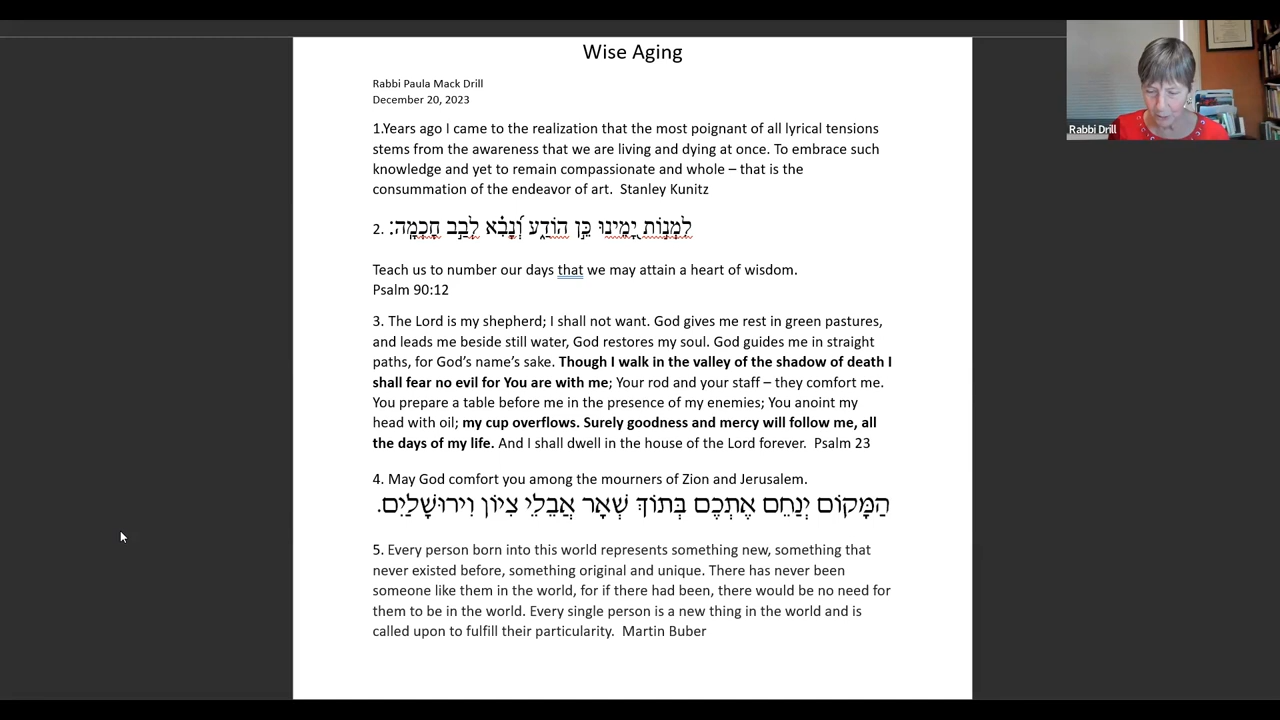 Wise Aging
Rabbi Paula Mack Drill
December 20, 2023
1.Years ago I came to the realization that the most poignant of all lyrical tensions
stems from the awareness that we are living and dying at once. To embrace such
knowledge and yet to remain compassionate and whole – that is the
consummation of the endeavor of art.  Stanley Kunitz
2. לִמְנ֣וֹת יָ֭מֵינוּ כֵּ֣ן הוֹדַ֑ע וְ֝נָבִ֗א לְבַ֣ב חׇכְמָֽה׃
Teach us to number our days that we may attain a heart of wisdom.
Psalm 90:12
3. The Lord is my shepherd; I shall not want. God gives me rest in green pastures,
and leads me beside still water, God restores my soul. God guides me in straight
paths, for God’s name’s sake. Though I walk in the valley of the shadow of death I
shall fear no evil for You are with me; Your rod and your staff – they comfort me.
You prepare a table before me in the presence of my enemies; You anoint my
head with oil; my cup overflows. Surely goodness and mercy will follow me, all
the days of my life. And I shall dwell in the house of the Lord forever.  Psalm 23
4. May God comfort you among the mourners of Zion and Jerusalem.
הַמָּקוֹם יְנַחֵם אֶתְכֶם בְּתוֹךְ שְׁאָר אֲבֵלֵי צִיּוֹן וִירוּשָׁלַיִם.
5. Every person born into this world represents something new, something that
never existed before, something original and unique. There has never been
someone like them in the world, for if there had been, there would be no need for
them to be in the world. Every single person is a new thing in the world and is
called upon to fulfill their particularity.  Martin Buber
Rabbi Drill